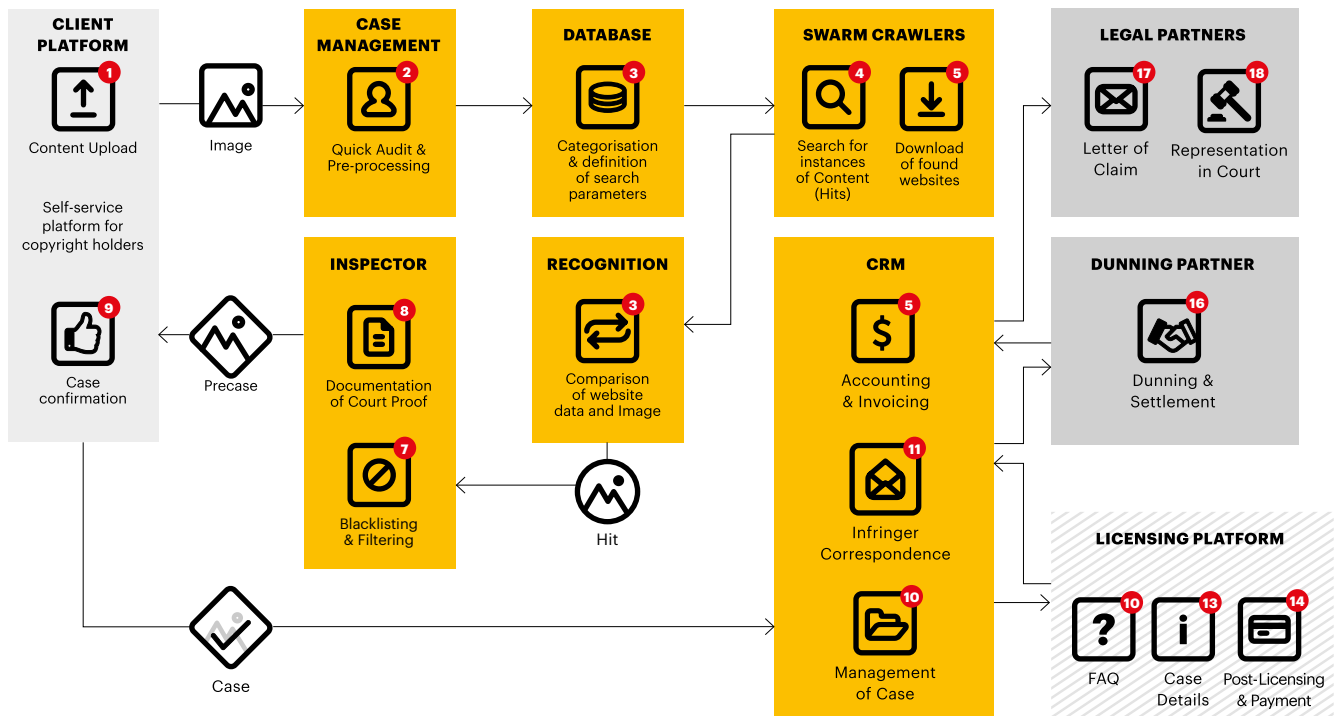 CLIENT
PLATFORM
1
Content Upload
Self-service
platform for
copyright holders
9
Case
confirmation
Image
CASE
MANAGEMENT
2
Quick Audit &
Pre-processing
DATABASE
3
Categorisation
& definition
of search
parameters
SWARM CRAWLERS
4
Search for
instances
of Content
(Hits)
5
Download
of found
websites
LEGAL PARTNERS
17
Letter of
Claim
18
Representation
in Court
Precase
INSPECTOR
8
Documentation
of Court Proof
7
Blacklisting
& Filtering
RECOGNITION
3
Comparison
of website
data and Image
Hit
CRM
5
$
Accounting
& Invoicing
11
Infringer
Correspondence
10
Management
of Case
DUNNING PARTNER
16
Dunning &
Settlement
LICENSING PLATFORM
10
?
FAQ
13
i
Case
Details
14
Post-Licensing
& Payment
Case